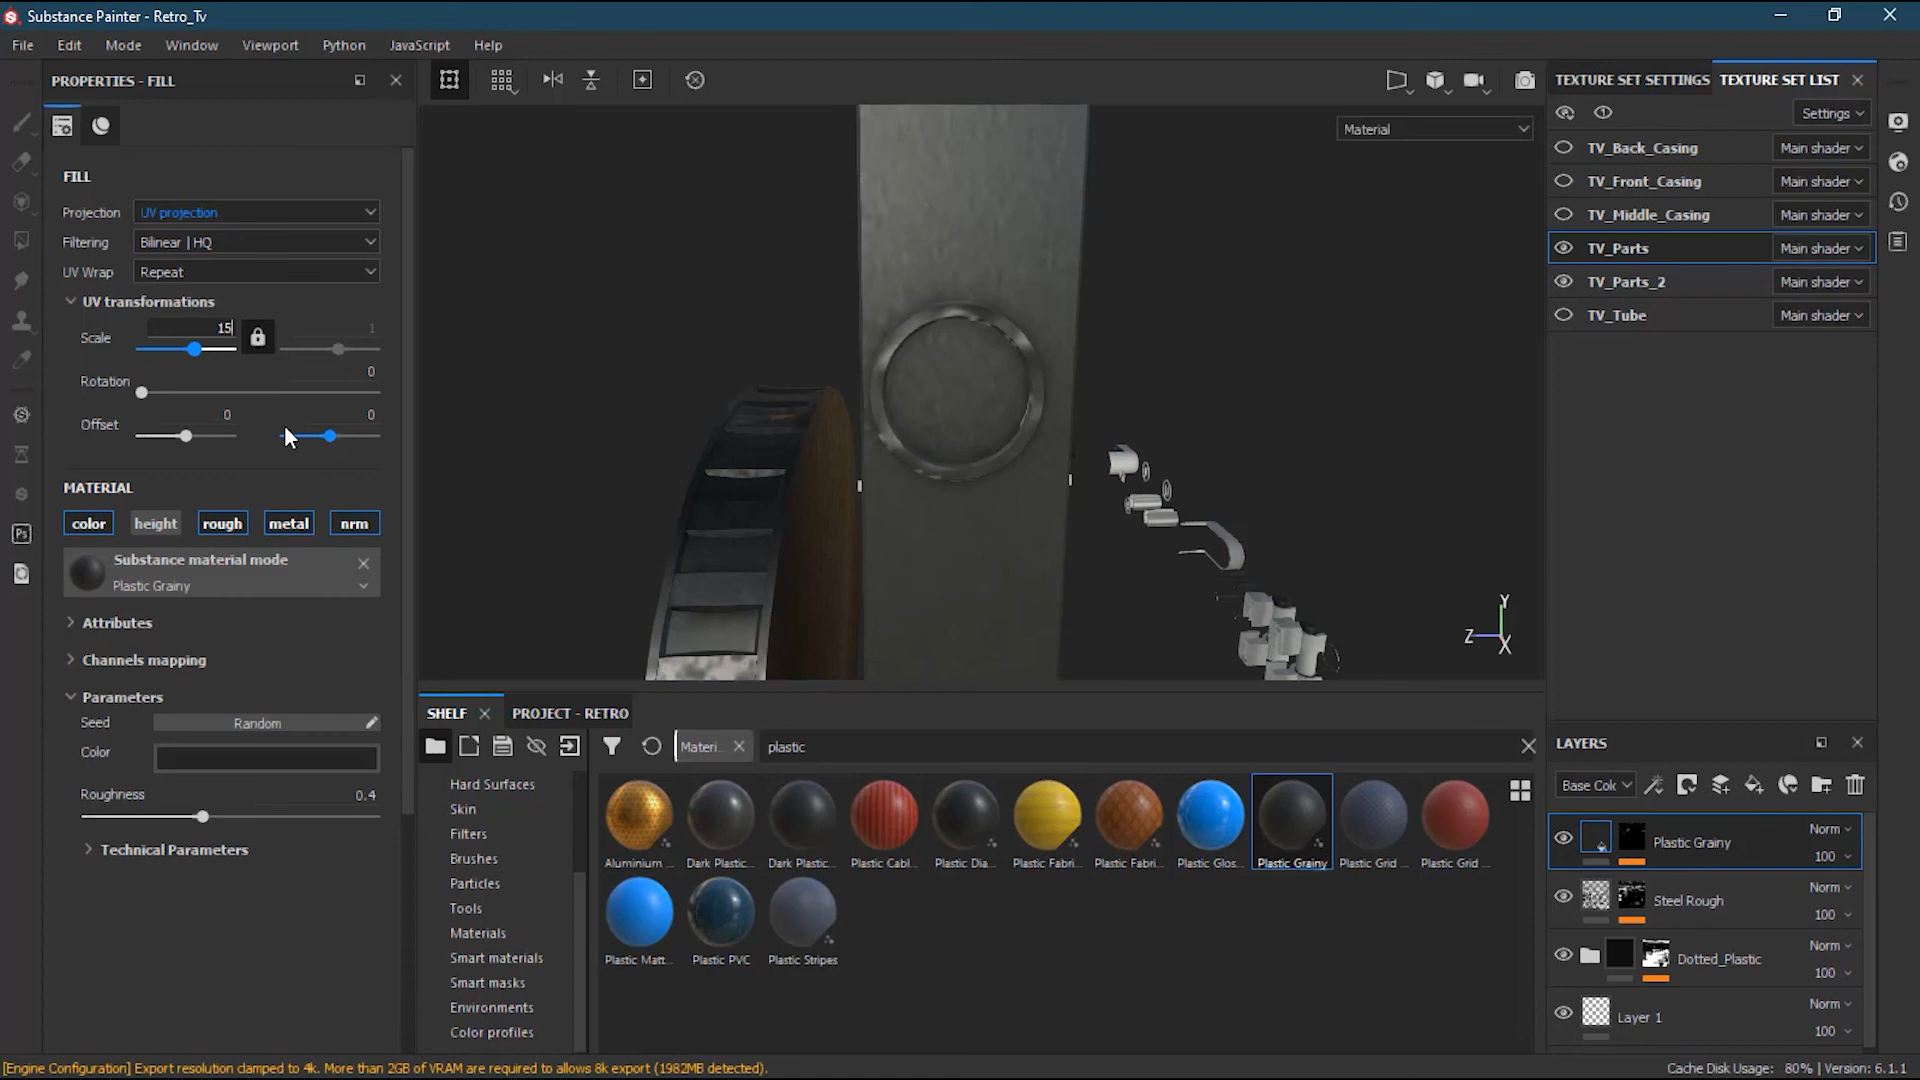 Substance Painter - Retro_Tv
File Edit Mode Window Viewport Python JavaScript Help
PROPERTIES - FILL
FILL
Projection UV projection
Filtering Bilinear | HQ
UV Wrap Repeat
UV transformations
Scale 15 1
Rotation 0
Offset 0 0
MATERIAL
color height rough metal nrm
Substance material mode
Plastic Grainy
Attributes
Channels mapping
Parameters
Seed Random
Color
Roughness 0.4
Technical Parameters
Ps
Material
Y
Z
X
SHELF PROJECT - RETRO
Materi... plastic
Hard Surfaces
Skin
Filters
Brushes
Particles
Tools
Materials
Smart materials
Smart masks
Environments
Color profiles
Aluminium ... Dark Plastic... Dark Plastic... Plastic Cabl... Plastic Dia... Plastic Fabri... Plastic Fabri... Plastic Glos... Plastic Grainy Plastic Grid ... Plastic Grid ...
Plastic Matt... Plastic PVC Plastic Stripes
TEXTURE SET SETTINGS TEXTURE SET LIST
Settings
TV_Back_Casing Main shader
TV_Front_Casing Main shader
TV_Middle_Casing Main shader
TV_Parts Main shader
TV_Parts_2 Main shader
TV_Tube Main shader
LAYERS
Base Colo
Plastic Grainy Norm 100
Steel Rough Norm 100
Dotted_Plastic Norm 100
Layer 1 Norm 100
[Engine Configuration] Export resolution clamped to 4k. More than 2GB of VRAM are required to allows 8k export (1982MB detected).
Cache Disk Usage: 80% | Version: 6.1.1